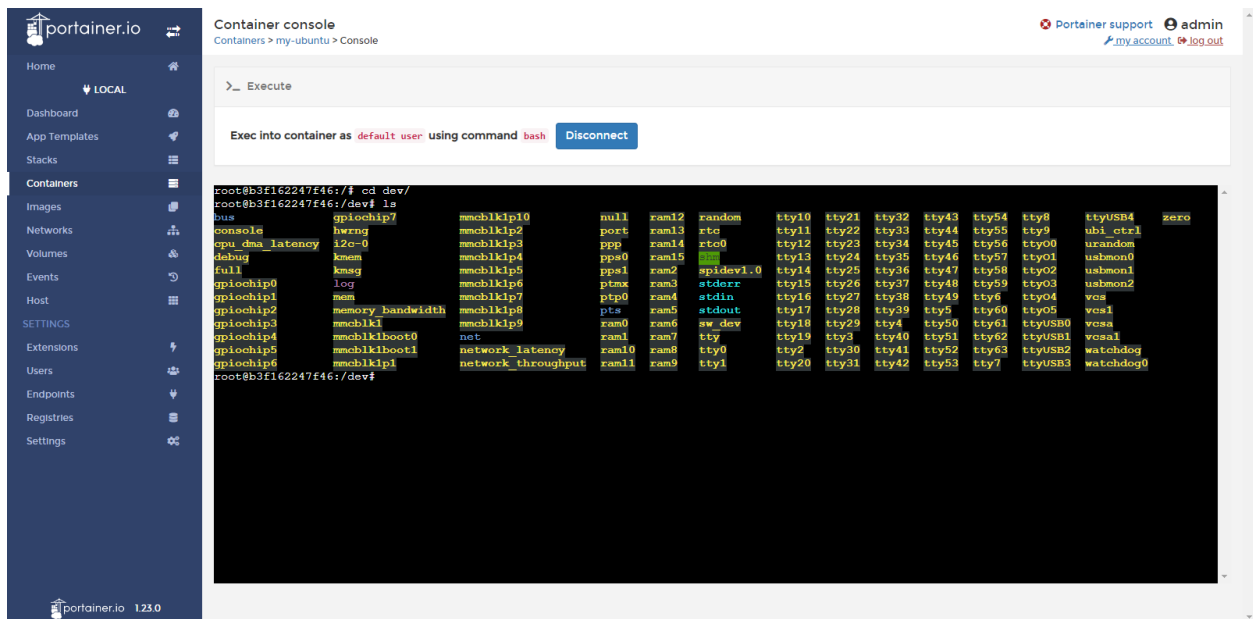 portainer.io
Container console
Portainer support admin
Containers > my-ubuntu > Console
my account log out
Home
LOCAL
Dashboard
App Templates
Stacks
Containers
Images
Networks
Volumes
Events
Host
SETTINGS
Extensions
Users
Endpoints
Registries
Settings
portainer.io 1.23.0
>_ Execute
Exec into container as default user using command bash Disconnect
root@b3f162247f46:/# cd dev/
root@b3f162247f46:/dev# ls
bus gpiochip7 mmcblk1p10 null ram12 random tty10 tty21 tty32 tty43 tty54 tty8 ttyUSB4 zero
console hwrng mmcblk1p2 port ram13 rtc tty11 tty22 tty33 tty44 tty55 tty9 ubi_ctrl
cpu_dma_latency i2c-0 mmcblk1p3 ppp ram14 rtc0 tty12 tty23 tty34 tty45 tty56 ttyO0 urandom
debug kmem mmcblk1p4 pps0 ram15 shm tty13 tty24 tty35 tty46 tty57 ttyO1 usbmon0
full kmsg mmcblk1p5 pps1 ram2 spidev1.0 tty14 tty25 tty36 tty47 tty58 ttyO2 usbmon1
gpiochip0 log mmcblk1p6 ptmx ram3 stderr tty15 tty26 tty37 tty48 tty59 ttyO3 usbmon2
gpiochip1 mem mmcblk1p7 ptp0 ram4 stdin tty16 tty27 tty38 tty49 tty6 ttyO4 vcs
gpiochip2 memory_bandwidth mmcblk1p8 pts ram5 stdout tty17 tty28 tty39 tty5 tty60 ttyO5 vcs1
gpiochip3 mmcblk1 mmcblk1p9 ram0 ram6 sw_dev tty18 tty29 tty4 tty50 tty61 ttyUSB0 vcsa
gpiochip4 mmcblk1boot0 net ram1 ram7 tty tty19 tty3 tty40 tty51 tty62 ttyUSB1 vcsa1
gpiochip5 mmcblk1boot1 network_latency ram10 ram8 tty0 tty2 tty30 tty41 tty52 tty63 ttyUSB2 watchdog
gpiochip6 mmcblk1p1 network_throughput ram11 ram9 tty1 tty20 tty31 tty42 tty53 tty7 ttyUSB3 watchdog0
root@b3f162247f46:/dev#